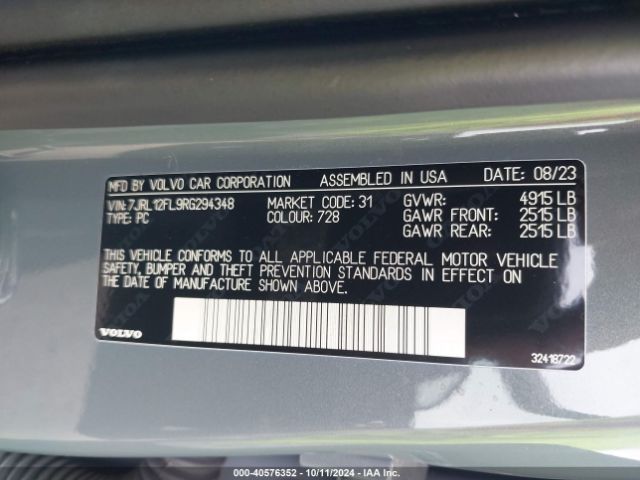 MFD BY VOLVO CAR CORPORATION ASSEMBLED IN USA DATE: 08/23
VIN: 7JRL12FL9RG294348 MARKET CODE: 31 GVWR: 4915 LB
TYPE: PC COLOUR: 728 GAWR FRONT: 2515 LB
GAWR REAR: 2515 LB
THIS VEHICLE CONFORMS TO ALL APPLICABLE FEDERAL MOTOR VEHICLE
SAFETY, BUMPER AND THEFT PREVENTION STANDARDS IN EFFECT ON
THE DATE OF MANUFACTURE SHOWN ABOVE.
VOLVO
32418722
0 - 40576352 - 10/11/2024 - IAA Inc.